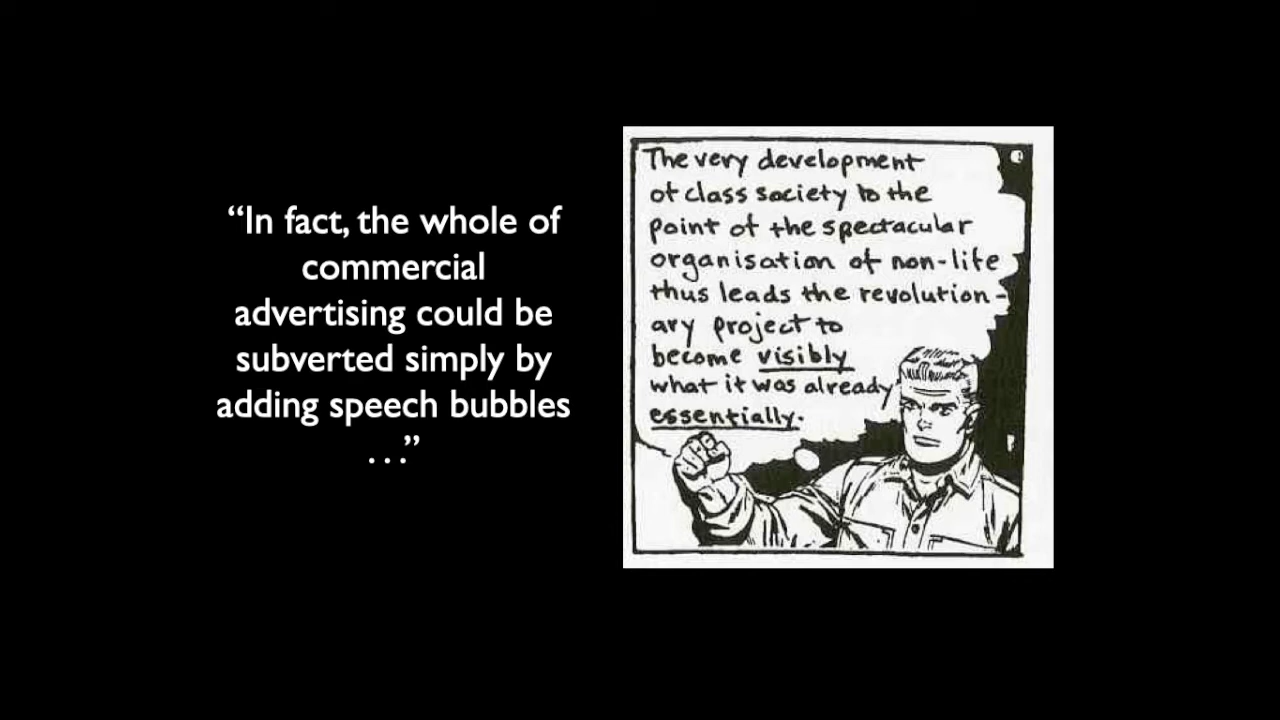 “In fact, the whole of
commercial
advertising could be
subverted simply by
adding speech bubbles
. . .”
The very development
of class society to the
point of the spectacular
organisation of non-life
thus leads the revolution-
ary project to
become visibly
what it was already
essentially.